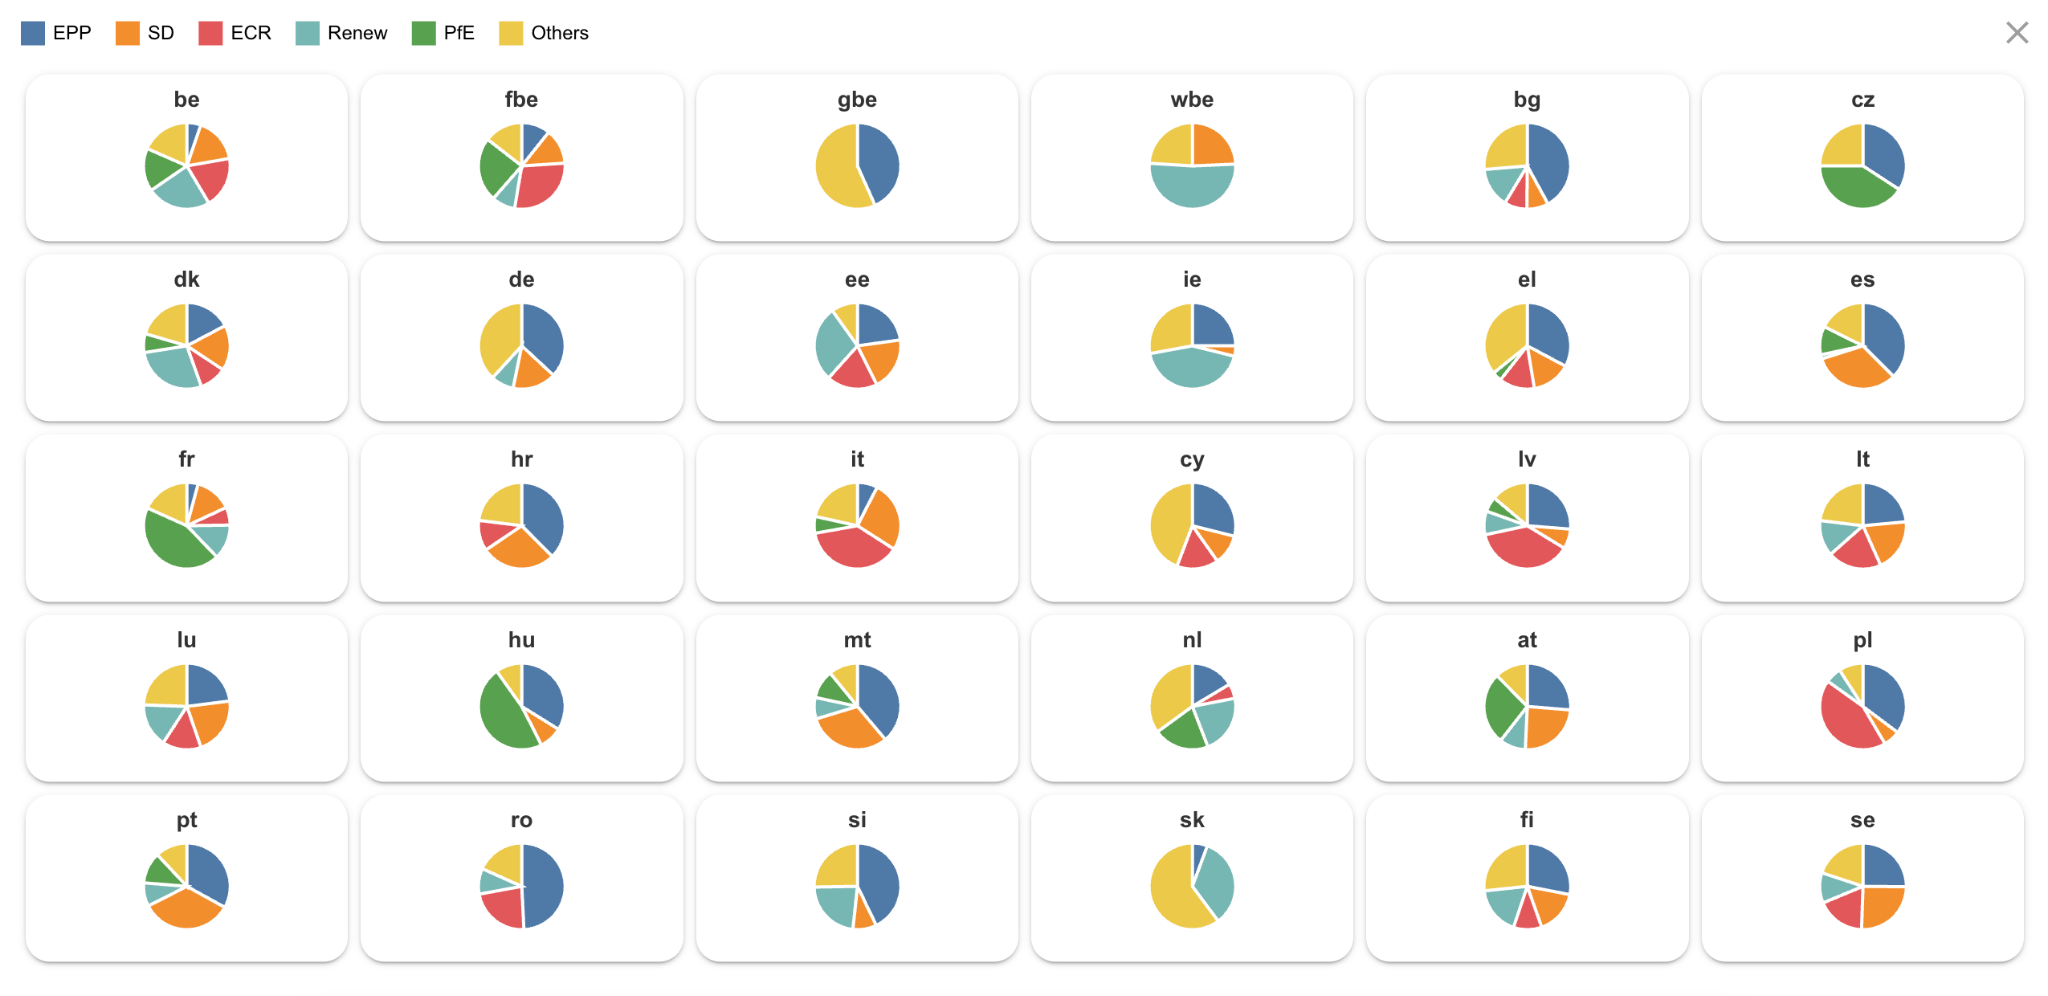 EPP SD ECR Renew PfE Others
be fbe gbe wbe bg cz
dk de ee ie el es
fr hr it cy lv lt
lu hu mt nl at pl
pt ro si sk fi se